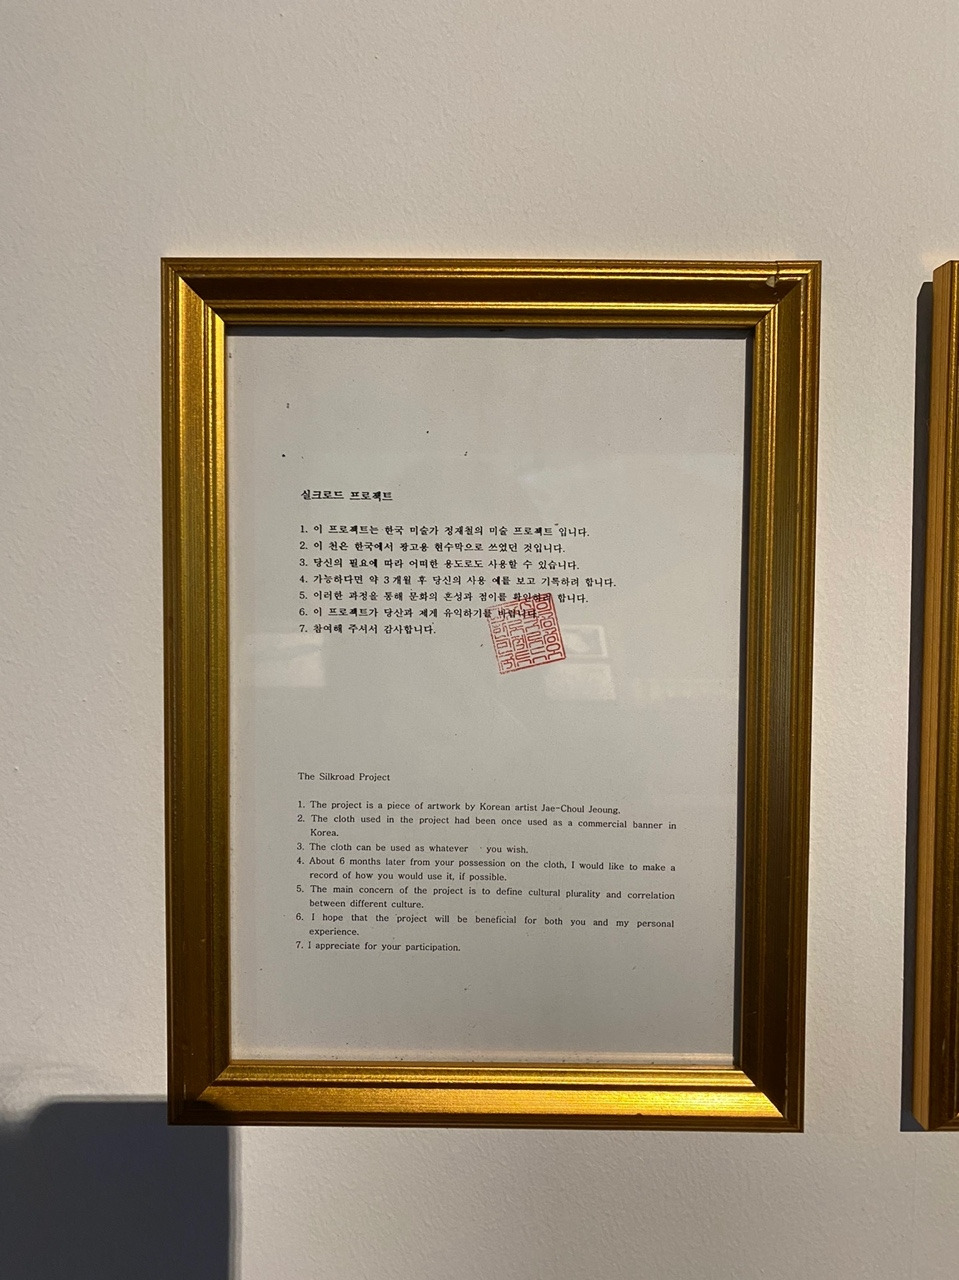 실크로드 프로젝트
1. 이 프로젝트는 한국 미술가 정재철의 미술 프로젝트 입니다.
2. 이 천은 한국에서 광고용 현수막으로 쓰였던 것입니다.
3. 당신의 필요에 따라 어떠한 용도로도 사용할 수 있습니다.
4. 가능하다면 약 3개월 후 당신의 사용 예를 보고 기록하려 합니다.
5. 이러한 과정을 통해 문화의 혼성과 점이를 확인하려 합니다.
6. 이 프로젝트가 당신과 제게 유익하기를 바랍니다.
7. 참여해 주셔서 감사합니다.
The Silkroad Project
1. The project is a piece of artwork by Korean artist Jae-Choul Jeoung.
2. The cloth used in the project had been once used as a commercial banner in
Korea.
3. The cloth can be used as whatever you wish.
4. About 6 months later from your possession on the cloth, I would like to make a
record of how you would use it, if possible.
5. The main concern of the project is to define cultural plurality and correlation
between different culture.
6. I hope that the project will be beneficial for both you and my personal
experience.
7. I appreciate for your participation.